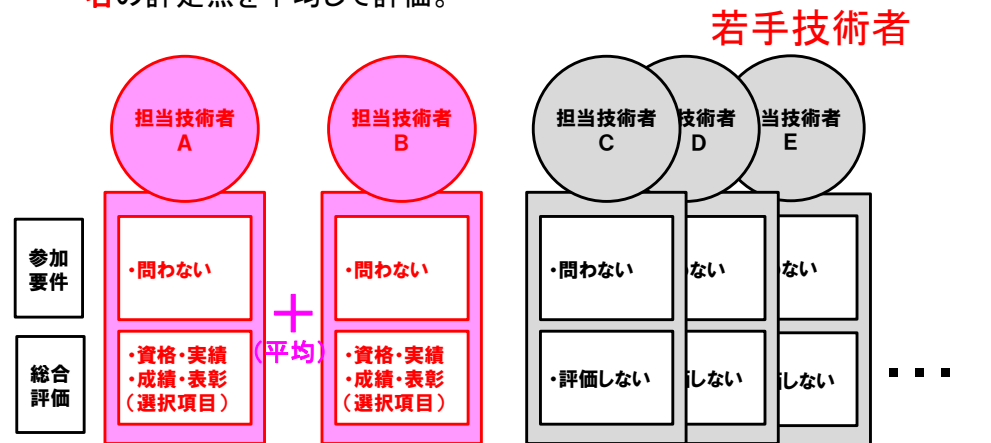 の評定点を平均して評価。
若手技術者
担当技術者
A
担当技術者
B
担当技術者
C
技術者
D
当技術者
E
参加
要件
・問わない
・問わない
・問わない
ない
ない
＋
(平均)
総合
評価
・資格・実績
・成績・表彰
（選択項目）
・資格・実績
・成績・表彰
（選択項目）
・評価しない
しない
しない
・・・